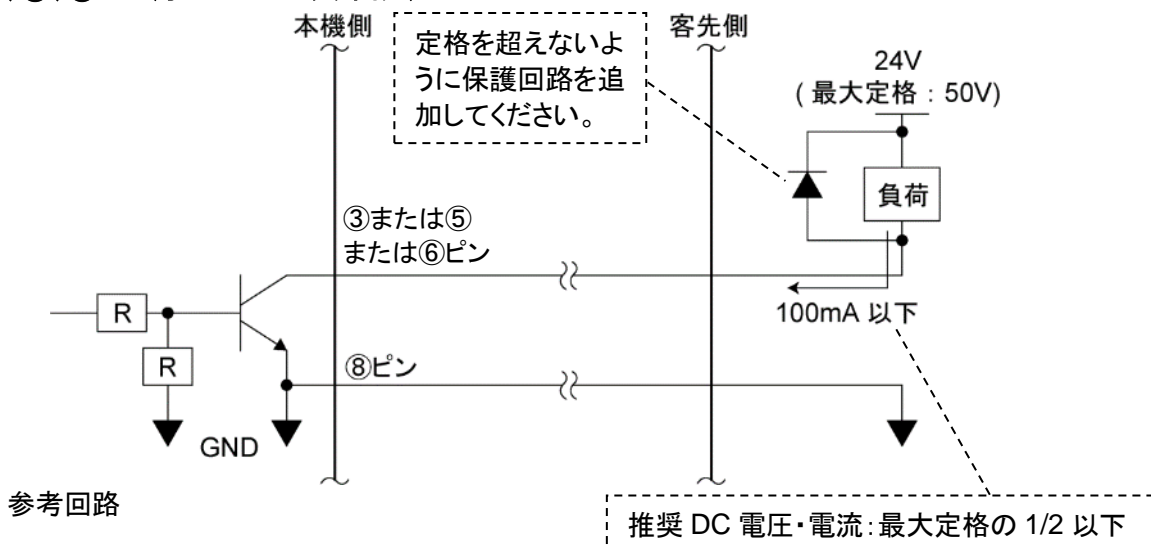 本機側
客先側
定格を超えないよ
うに保護回路を追
加してください。
24V
(最大定格：50V)
負荷
③または⑤
または⑥ピン
100mA 以下
R
R
⑧ピン
GND
参考回路
推奨 DC 電圧・電流：最大定格の 1/2 以下